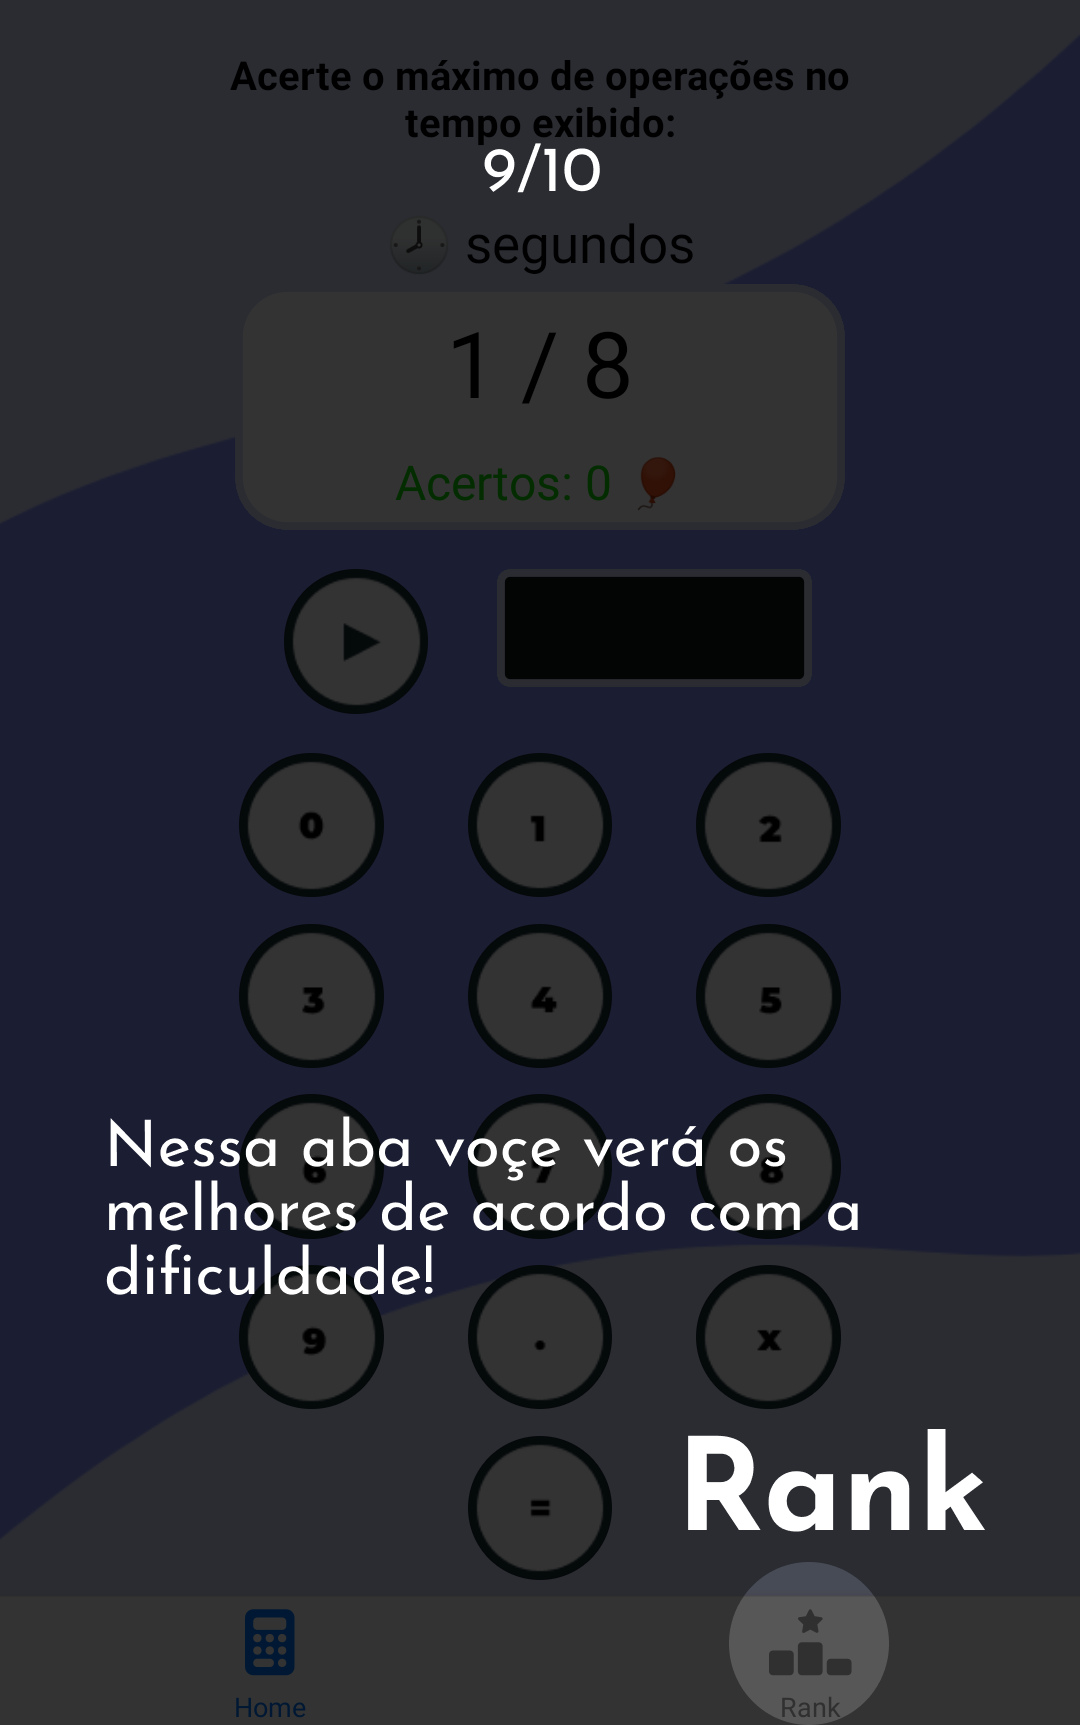 Acerte o máximo de operações no
tempo exibido:
9/10
segundos
1 / 8
Acertos: 0
0 1 2
3 4 5
6 7 8
Nessa aba voçe verá os
melhores de acordo com a
dificuldade!
9 . x
=
Rank
Home Rank